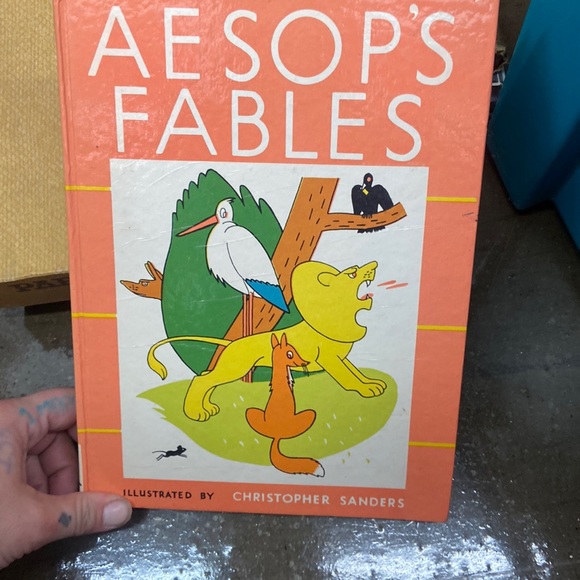 AESOP'S
FABLES
ILLUSTRATED BY CHRISTOPHER SANDERS